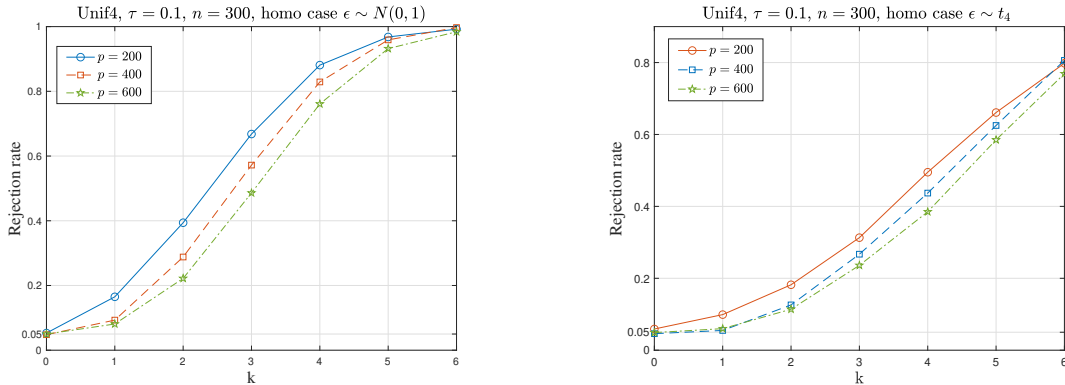 Unif4, τ = 0.1, n = 300, homo case ϵ ∼ N(0, 1)
1
0.8
0.6
0.4
0.2
0.05
0
Rejection rate
p = 200
p = 400
p = 600
0 1 2 3 4 5 6
k
Unif4, τ = 0.1, n = 300, homo case ϵ ∼ t₄
0.8
0.6
0.4
0.2
0.05
0
Rejection rate
p = 200
p = 400
p = 600
0 1 2 3 4 5 6
k